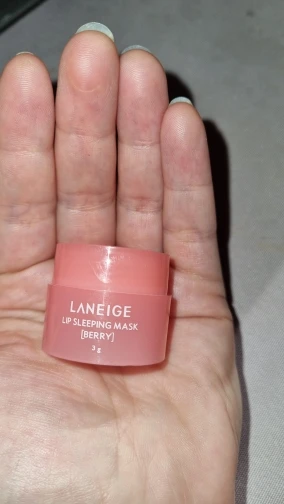 LANEIGE
LIP SLEEPING MASK
[BERRY]
3 g